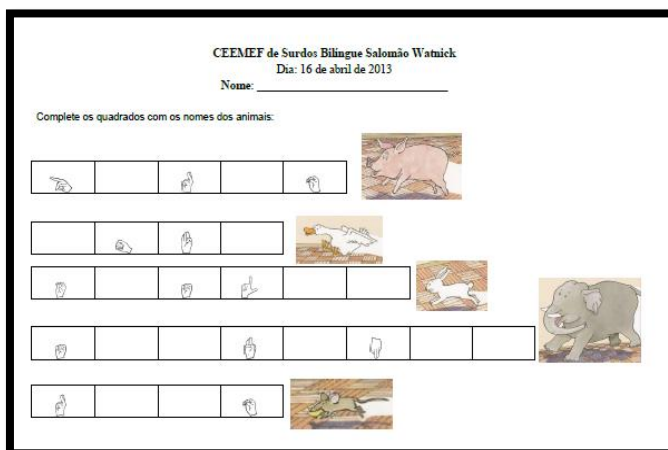 CEEMEF de Surdos Bilíngue Salomão Watnick
Dia: 16 de abril de 2013
Nome: ___________________________________
Complete os quadrados com os nomes dos animais: